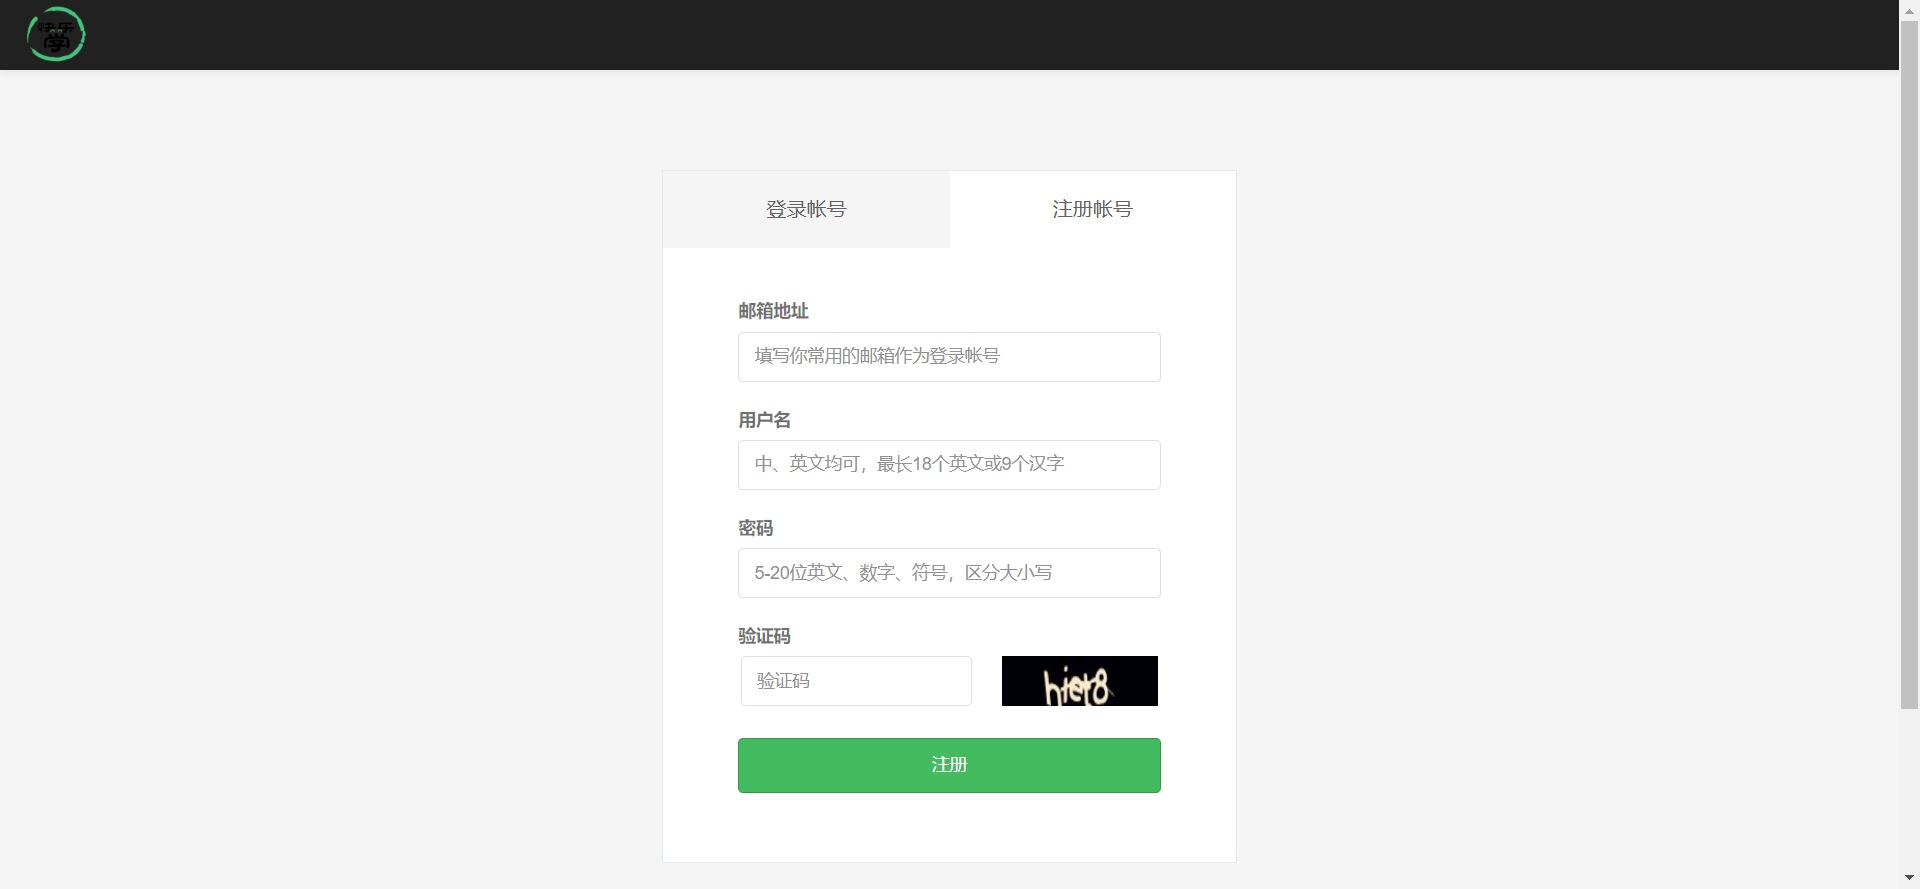 快乐
學
登录帐号
注册帐号
邮箱地址
填写你常用的邮箱作为登录帐号
用户名
中、英文均可，最长18个英文或9个汉字
密码
5-20位英文、数字、符号，区分大小写
验证码
验证码
注册